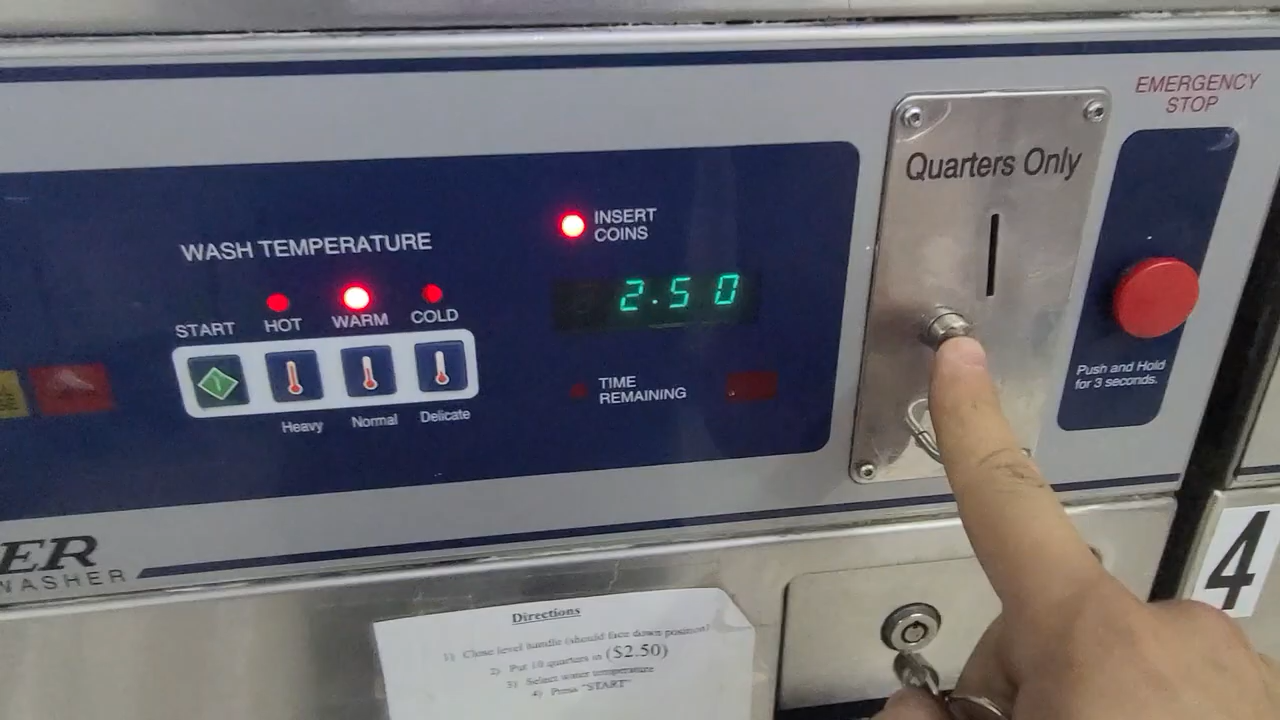 EMERGENCY
STOP
Quarters Only
INSERT
COINS
WASH TEMPERATURE
2.50
START
HOT
WARM
COLD
TIME
REMAINING
Push and Hold
for 3 seconds.
Heavy
Normal
Delicate
ER
WASHER
4
Directions
1) Close level handle (should face down position)
2) Put 10 quarters in ($2.50)
3) Select water temperature
4) Press "START"